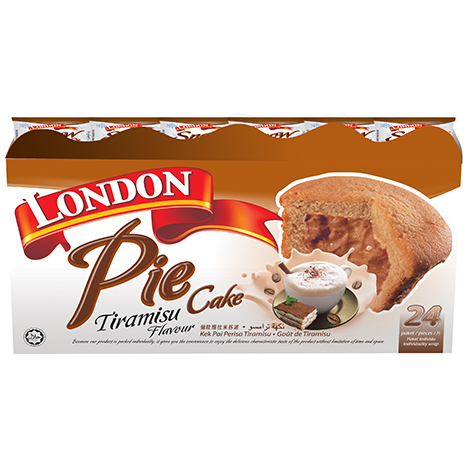 LONDON
Pie Cake
Tiramisu
Flavour
نكهة ترامسو
Kek Pai Perisa Tiramisu · Goût de Tiramisu
24
paket / pieces / n
Paket Individu
Individually wrap
Because our product is packed individually, it gives you the convenience to enjoy the delicious characteristic taste of the product without limitation of time and space